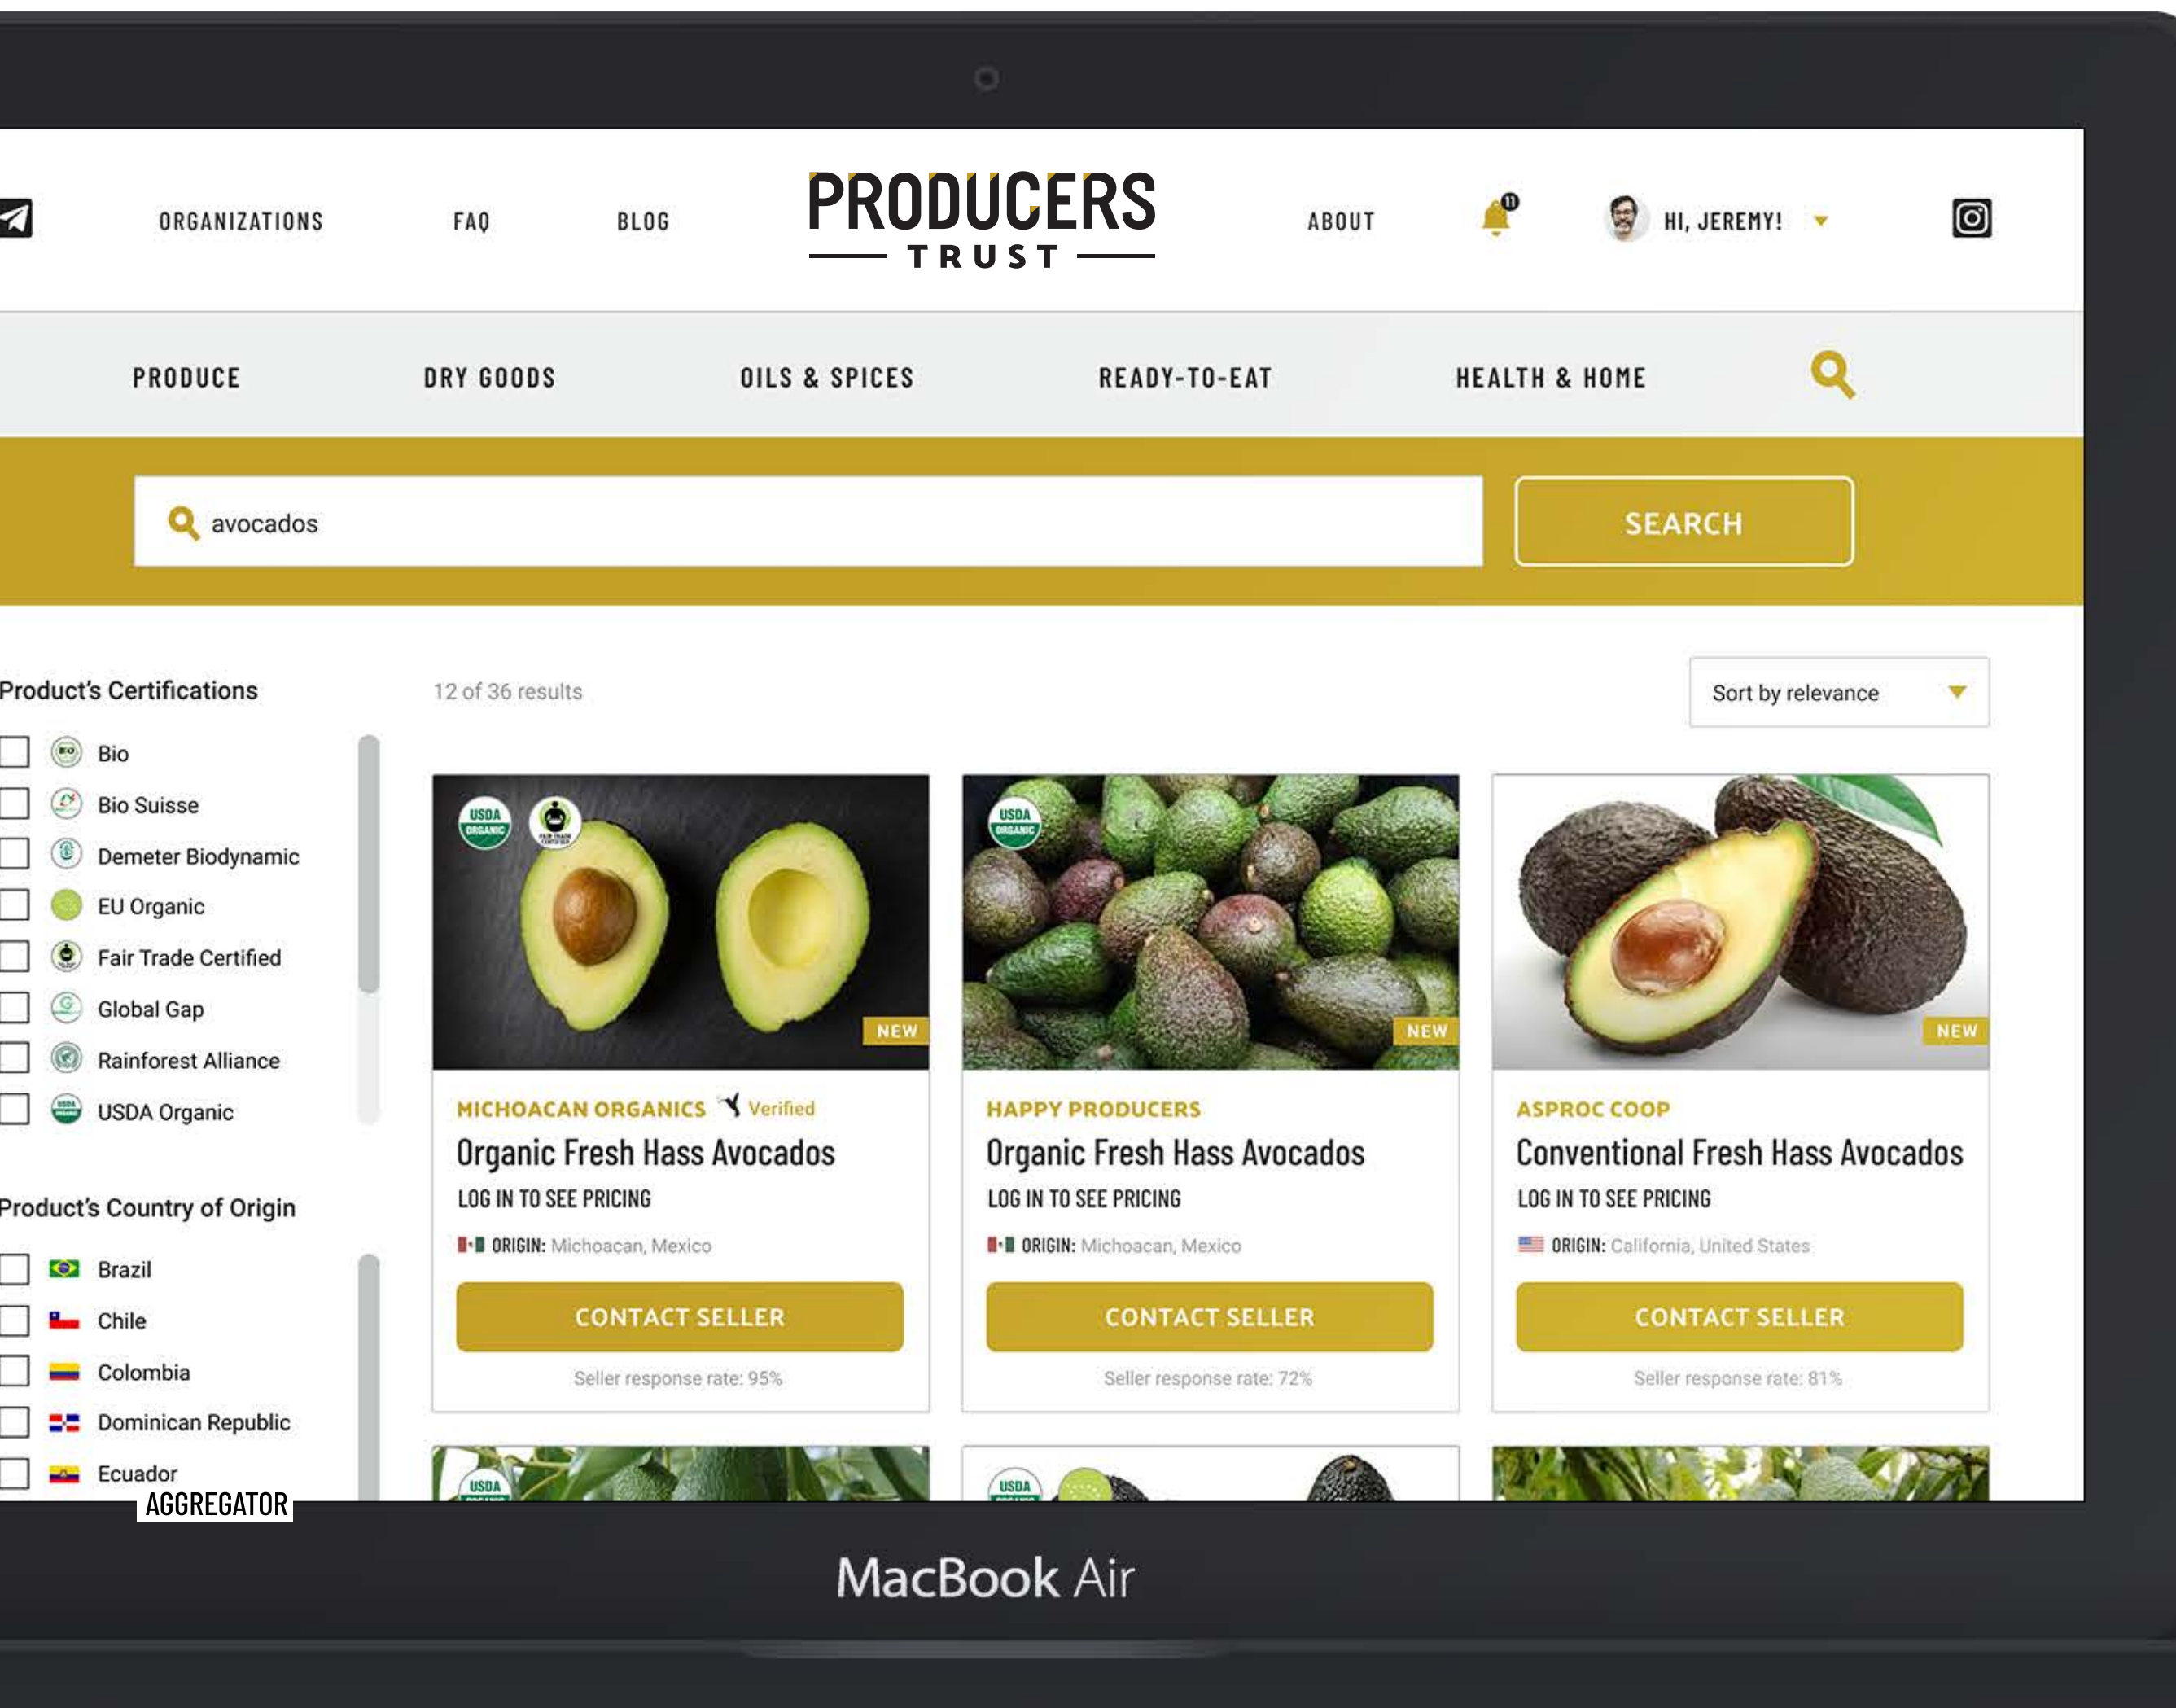 ORGANIZATIONS FAQ BLOG PRODUCERS TRUST ABOUT 11 HI, JEREMY!
PRODUCE DRY GOODS OILS & SPICES READY-TO-EAT HEALTH & HOME
avocados SEARCH
Product's Certifications
Bio
Bio Suisse
Demeter Biodynamic
EU Organic
Fair Trade Certified
Global Gap
Rainforest Alliance
USDA Organic
Product's Country of Origin
Brazil
Chile
Colombia
Dominican Republic
Ecuador
AGGREGATOR
12 of 36 results
Sort by relevance
USDA
ORGANIC
FAIR TRADE
CERTIFIED
NEW
MICHOACAN ORGANICS Verified
Organic Fresh Hass Avocados
LOG IN TO SEE PRICING
ORIGIN: Michoacan, Mexico
CONTACT SELLER
Seller response rate: 95%
USDA
ORGANIC
NEW
HAPPY PRODUCERS
Organic Fresh Hass Avocados
LOG IN TO SEE PRICING
ORIGIN: Michoacan, Mexico
CONTACT SELLER
Seller response rate: 72%
NEW
ASPROC COOP
Conventional Fresh Hass Avocados
LOG IN TO SEE PRICING
ORIGIN: California, United States
CONTACT SELLER
Seller response rate: 81%
USDA
USDA
MacBook Air